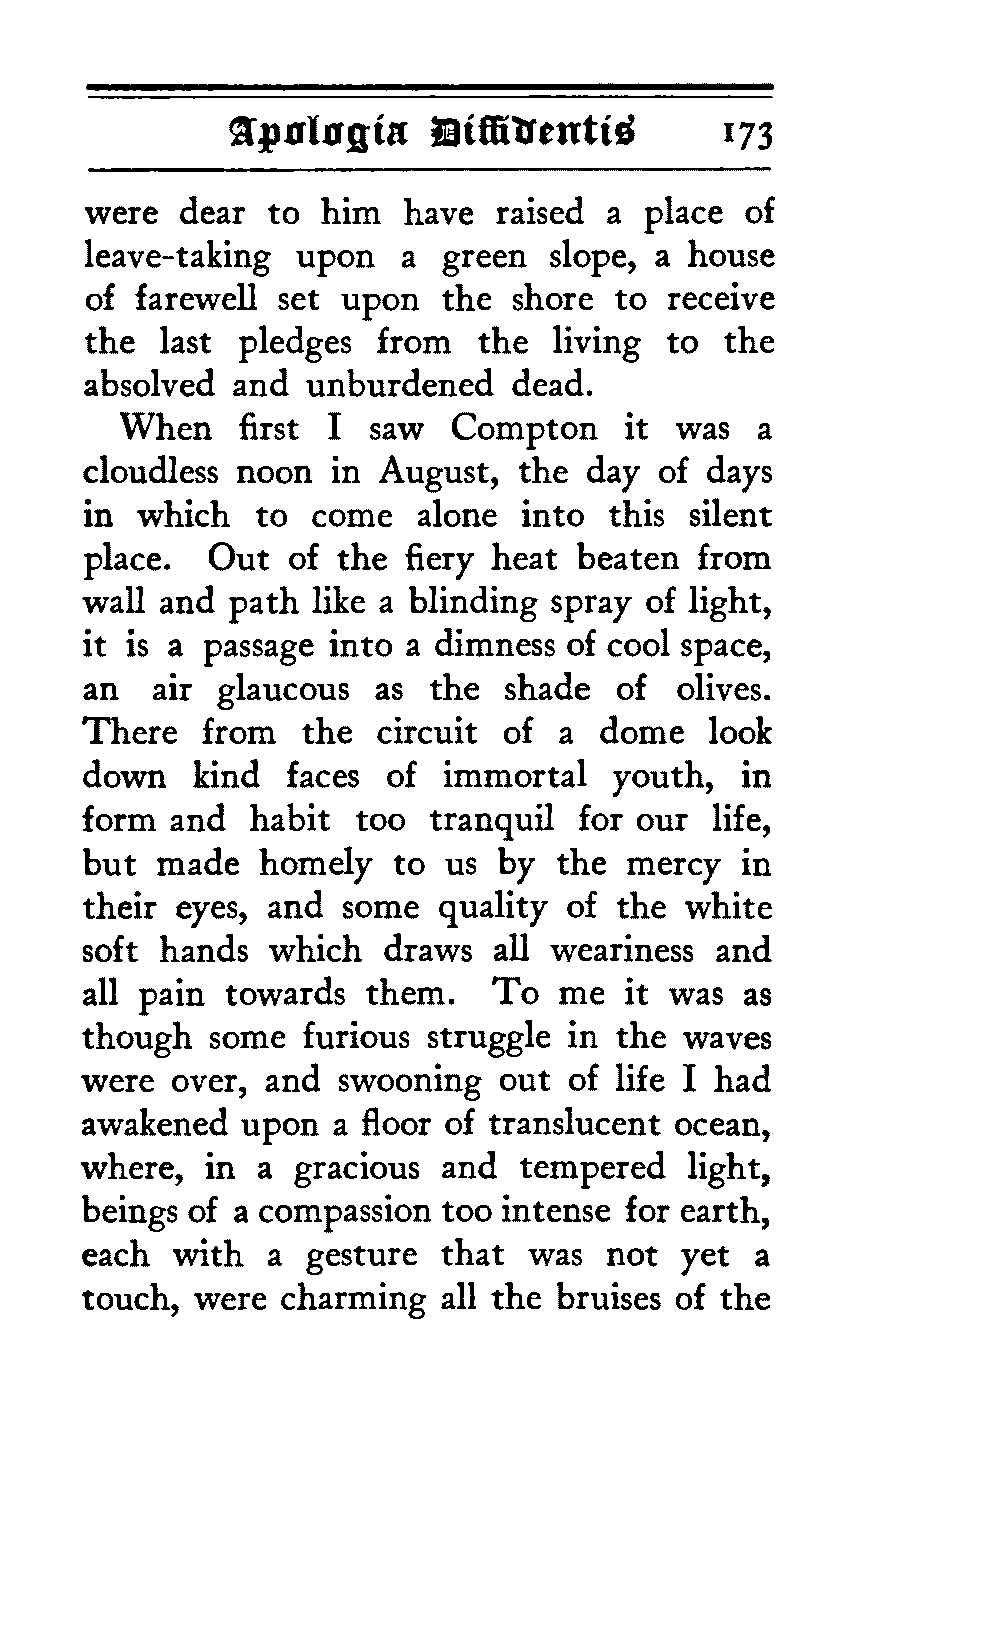 Apologia Diffidentis 173
were dear to him have raised a place of
leave-taking upon a green slope, a house
of farewell set upon the shore to receive
the last pledges from the living to the
absolved and unburdened dead.
When first I saw Compton it was a
cloudless noon in August, the day of days
in which to come alone into this silent
place. Out of the fiery heat beaten from
wall and path like a blinding spray of light,
it is a passage into a dimness of cool space,
an air glaucous as the shade of olives.
There from the circuit of a dome look
down kind faces of immortal youth, in
form and habit too tranquil for our life,
but made homely to us by the mercy in
their eyes, and some quality of the white
soft hands which draws all weariness and
all pain towards them. To me it was as
though some furious struggle in the waves
were over, and swooning out of life I had
awakened upon a floor of translucent ocean,
where, in a gracious and tempered light,
beings of a compassion too intense for earth,
each with a gesture that was not yet a
touch, were charming all the bruises of the